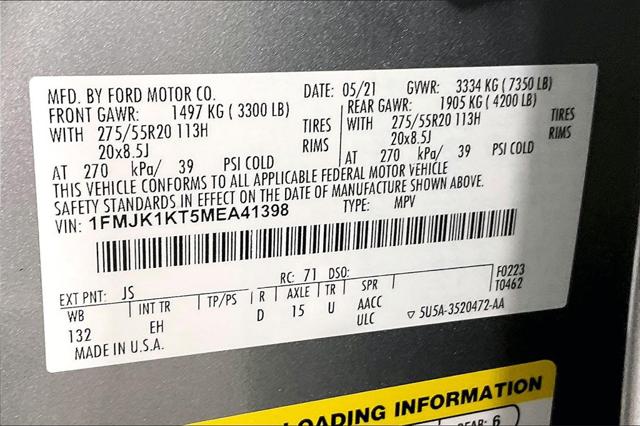 MFD. BY FORD MOTOR CO. DATE: 05/21 GVWR: 3334 KG ( 7350 LB)
FRONT GAWR: 1497 KG ( 3300 LB) REAR GAWR: 1905 KG ( 4200 LB)
WITH 275/55R20 113H TIRES WITH 275/55R20 113H TIRES
20x8.5J RIMS 20x8.5J RIMS
AT 270 kPa/ 39 PSI COLD AT 270 kPa/ 39 PSI COLD
THIS VEHICLE CONFORMS TO ALL APPLICABLE FEDERAL MOTOR VEHICLE
SAFETY STANDARDS IN EFFECT ON THE DATE OF MANUFACTURE SHOWN ABOVE.
VIN: 1FMJK1KT5MEA41398 TYPE: MPV
EXT PNT: JS RC: 71 DSO: F0223
T0462
WB INT TR TP/PS R AXLE TR SPR
132 EH D 15 U AACC
ULC ▽ 5U5A-3520472-AA
MADE IN U.S.A.
LOADING INFORMATION
REAR: 6